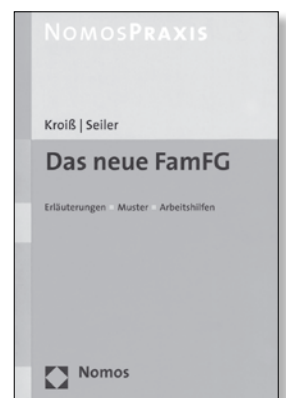 NOMOSPRAXIS
Kroiß | Seiler
Das neue FamFG
Erläuterungen • Muster • Arbeitshilfen
Nomos